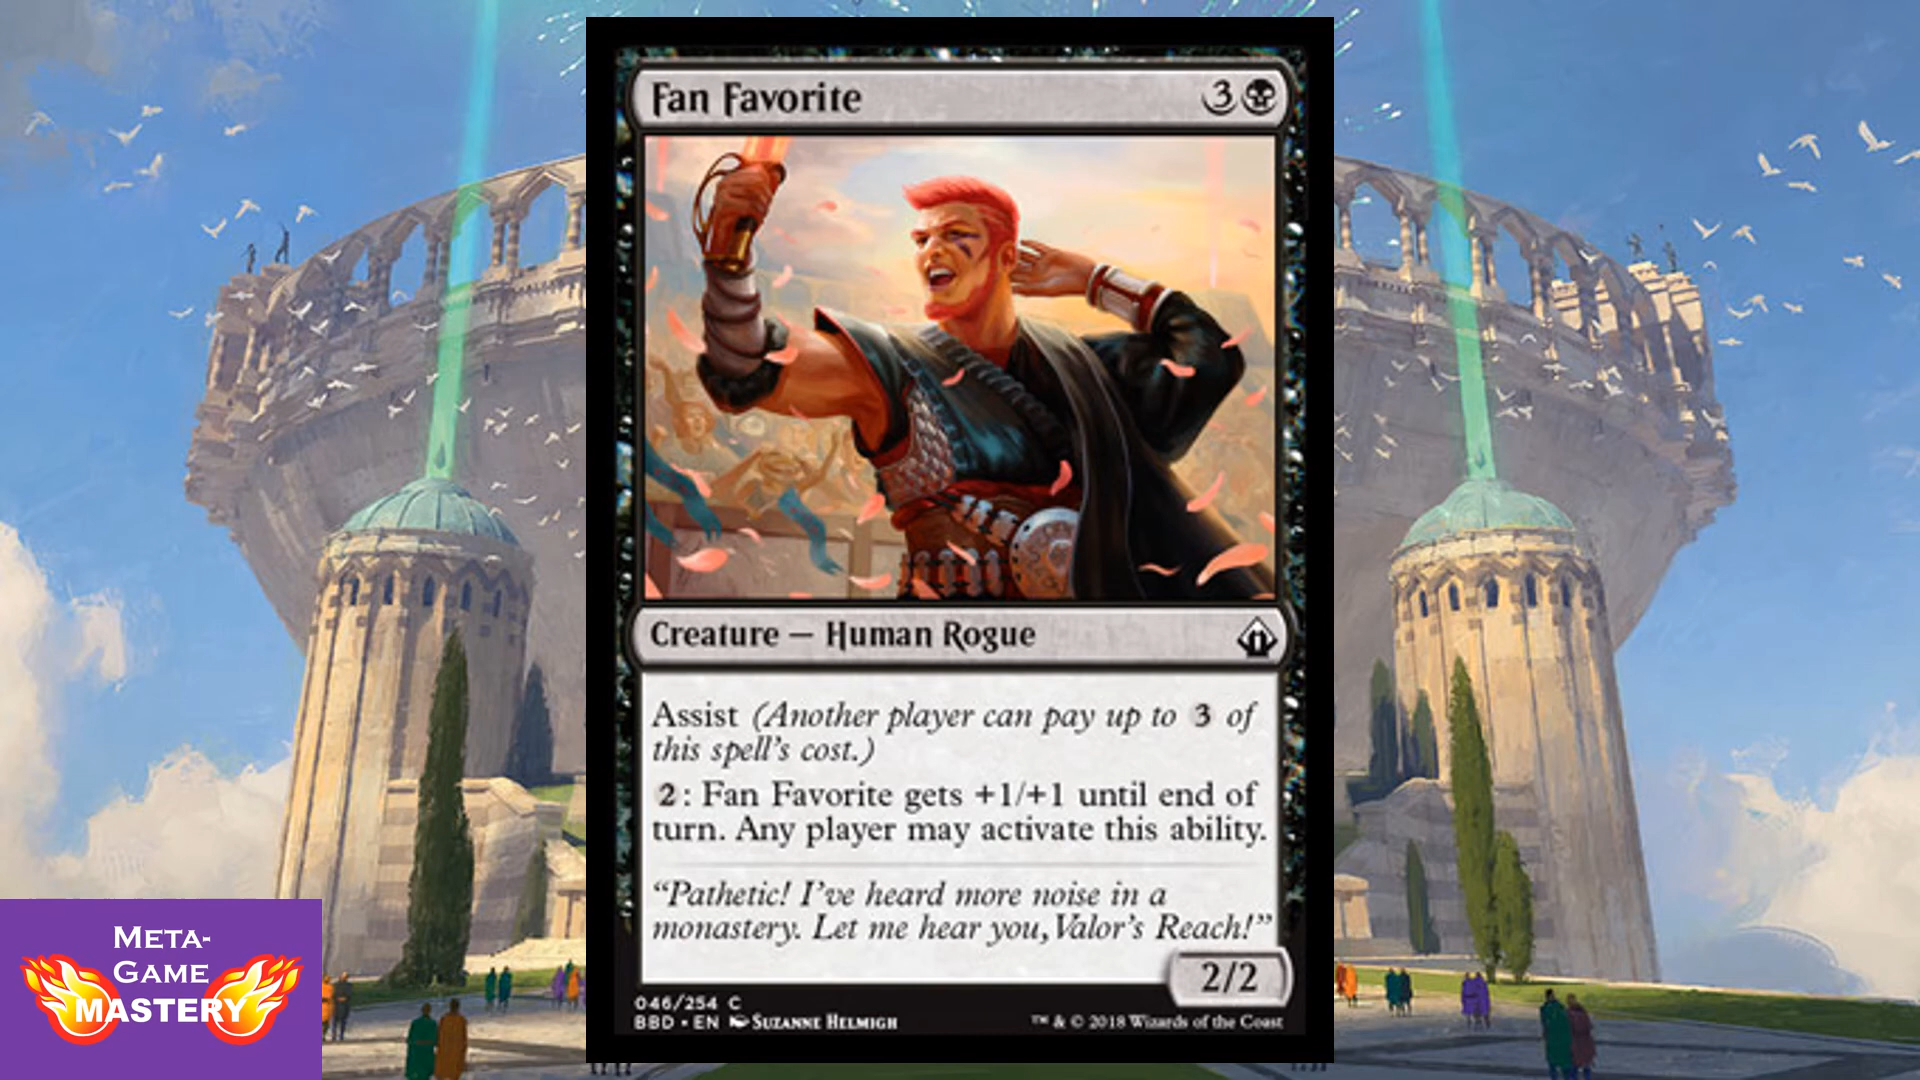 Fan Favorite 3
Creature — Human Rogue
Assist (Another player can pay up to 3 of
this spell's cost.)
2: Fan Favorite gets +1/+1 until end of
turn. Any player may activate this ability.
“Pathetic! I've heard more noise in a
monastery. Let me hear you, Valor's Reach!”
2/2
046/254 C
BBD • EN Suzanne Helmigh
™ & © 2018 Wizards of the Coast
Meta-
Game
Mastery